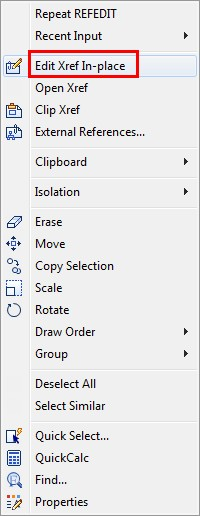 Repeat REFEDIT
Recent Input
Edit Xref In-place
Open Xref
Clip Xref
External References...
Clipboard
Isolation
Erase
Move
Copy Selection
Scale
Rotate
Draw Order
Group
Deselect All
Select Similar
Quick Select...
QuickCalc
Find...
Properties